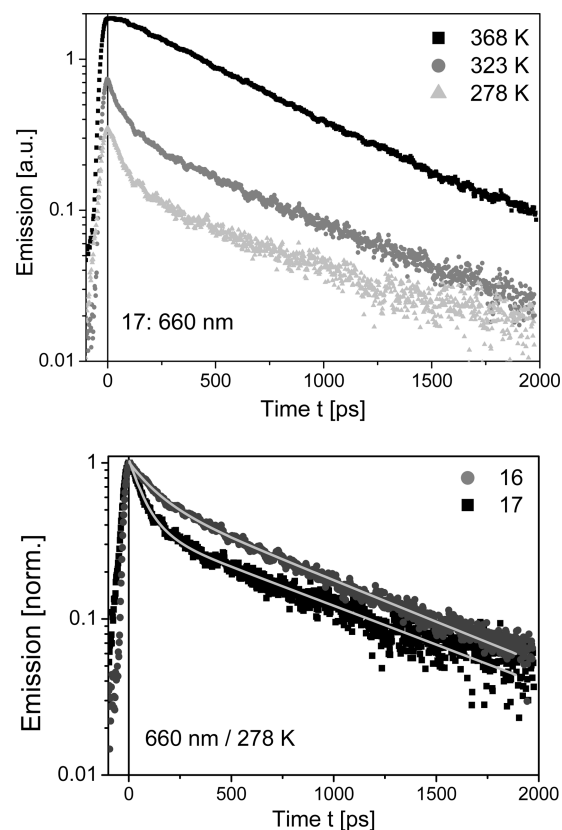 368 K
323 K
278 K
1
0.1
0.01
Emission [a.u.]
17: 660 nm
0
500
1000
1500
2000
Time t [ps]
16
17
1
0.1
0.01
Emission [norm.]
660 nm / 278 K
0
500
1000
1500
2000
Time t [ps]